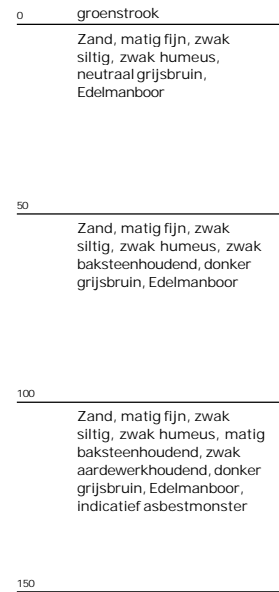 0 groenstrook
Zand, matig fijn, zwak
siltig, zwak humeus,
neutraal grijsbruin,
Edelmanboor
50
Zand, matig fijn, zwak
siltig, zwak humeus, zwak
baksteenhoudend, donker
grijsbruin, Edelmanboor
100
Zand, matig fijn, zwak
siltig, zwak humeus, matig
baksteenhoudend, zwak
aardewerkhoudend, donker
grijsbruin, Edelmanboor,
indicatief asbestmonster
150